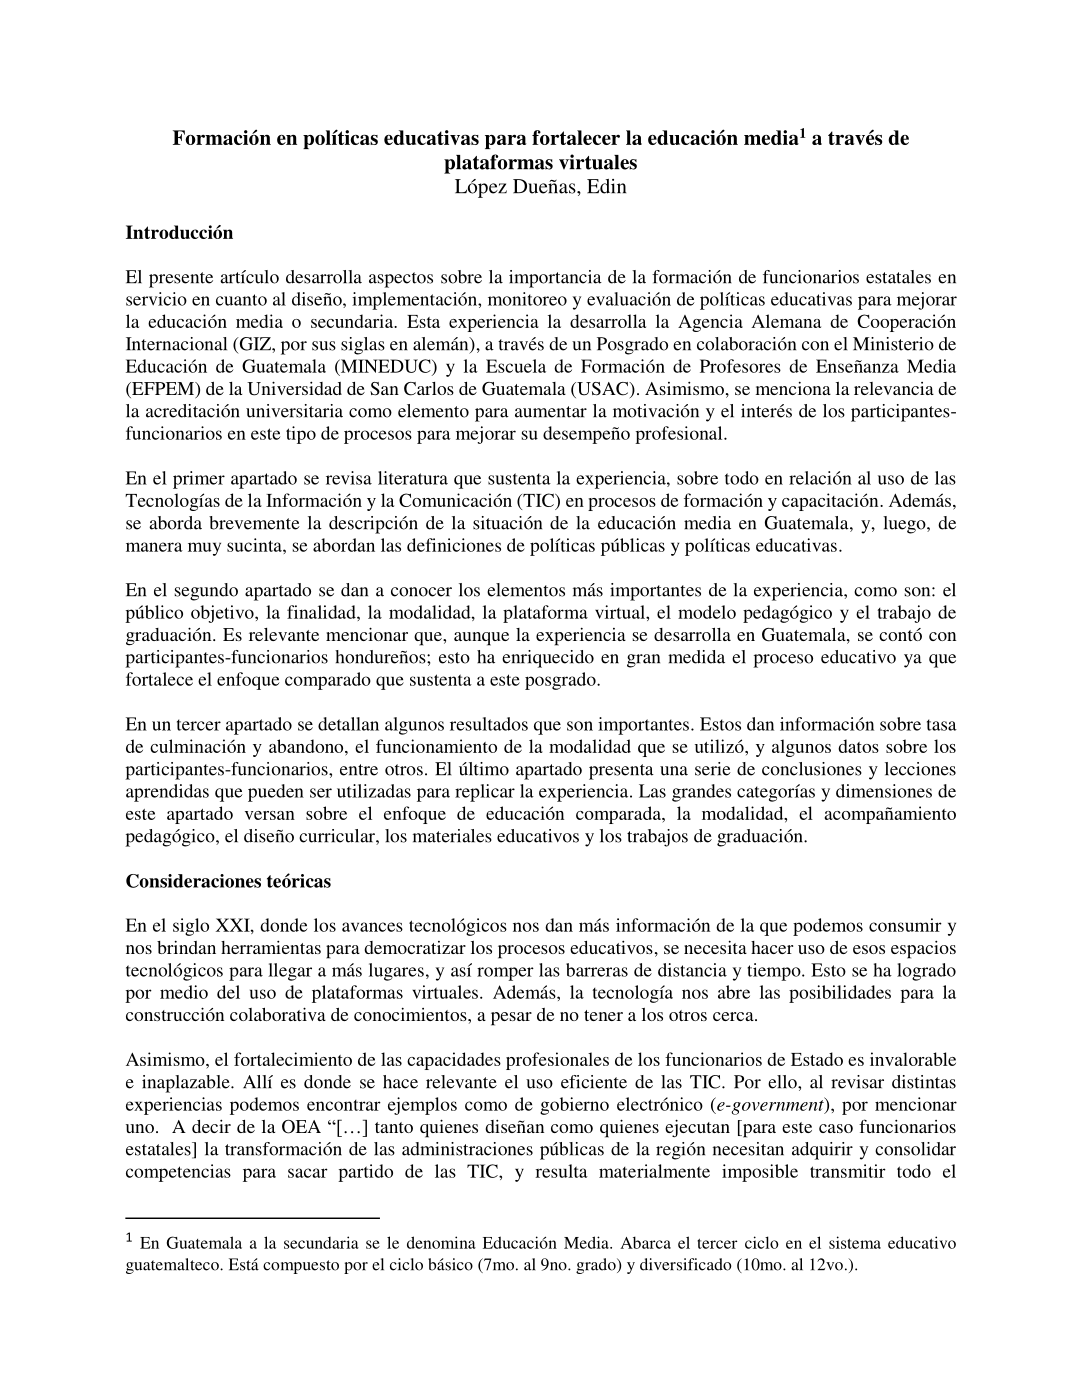 Formación en políticas educativas para fortalecer la educación media¹ a través de
plataformas virtuales
López Dueñas, Edin
Introducción
El presente artículo desarrolla aspectos sobre la importancia de la formación de funcionarios estatales en
servicio en cuanto al diseño, implementación, monitoreo y evaluación de políticas educativas para mejorar
la educación media o secundaria. Esta experiencia la desarrolla la Agencia Alemana de Cooperación
Internacional (GIZ, por sus siglas en alemán), a través de un Posgrado en colaboración con el Ministerio de
Educación de Guatemala (MINEDUC) y la Escuela de Formación de Profesores de Enseñanza Media
(EFPEM) de la Universidad de San Carlos de Guatemala (USAC). Asimismo, se menciona la relevancia de
la acreditación universitaria como elemento para aumentar la motivación y el interés de los participantes-
funcionarios en este tipo de procesos para mejorar su desempeño profesional.
En el primer apartado se revisa literatura que sustenta la experiencia, sobre todo en relación al uso de las
Tecnologías de la Información y la Comunicación (TIC) en procesos de formación y capacitación. Además,
se aborda brevemente la descripción de la situación de la educación media en Guatemala, y, luego, de
manera muy sucinta, se abordan las definiciones de políticas públicas y políticas educativas.
En el segundo apartado se dan a conocer los elementos más importantes de la experiencia, como son: el
público objetivo, la finalidad, la modalidad, la plataforma virtual, el modelo pedagógico y el trabajo de
graduación. Es relevante mencionar que, aunque la experiencia se desarrolla en Guatemala, se contó con
participantes-funcionarios hondureños; esto ha enriquecido en gran medida el proceso educativo ya que
fortalece el enfoque comparado que sustenta a este posgrado.
En un tercer apartado se detallan algunos resultados que son importantes. Estos dan información sobre tasa
de culminación y abandono, el funcionamiento de la modalidad que se utilizó, y algunos datos sobre los
participantes-funcionarios, entre otros. El último apartado presenta una serie de conclusiones y lecciones
aprendidas que pueden ser utilizadas para replicar la experiencia. Las grandes categorías y dimensiones de
este apartado versan sobre el enfoque de educación comparada, la modalidad, el acompañamiento
pedagógico, el diseño curricular, los materiales educativos y los trabajos de graduación.
Consideraciones teóricas
En el siglo XXI, donde los avances tecnológicos nos dan más información de la que podemos consumir y
nos brindan herramientas para democratizar los procesos educativos, se necesita hacer uso de esos espacios
tecnológicos para llegar a más lugares, y así romper las barreras de distancia y tiempo. Esto se ha logrado
por medio del uso de plataformas virtuales. Además, la tecnología nos abre las posibilidades para la
construcción colaborativa de conocimientos, a pesar de no tener a los otros cerca.
Asimismo, el fortalecimiento de las capacidades profesionales de los funcionarios de Estado es invalorable
e inaplazable. Allí es donde se hace relevante el uso eficiente de las TIC. Por ello, al revisar distintas
experiencias podemos encontrar ejemplos como de gobierno electrónico (e-government), por mencionar
uno. A decir de la OEA “[…] tanto quienes diseñan como quienes ejecutan [para este caso funcionarios
estatales] la transformación de las administraciones públicas de la región necesitan adquirir y consolidar
competencias para sacar partido de las TIC, y resulta materialmente imposible transmitir todo el
¹ En Guatemala a la secundaria se le denomina Educación Media. Abarca el tercer ciclo en el sistema educativo
guatemalteco. Está compuesto por el ciclo básico (7mo. al 9no. grado) y diversificado (10mo. al 12vo.).